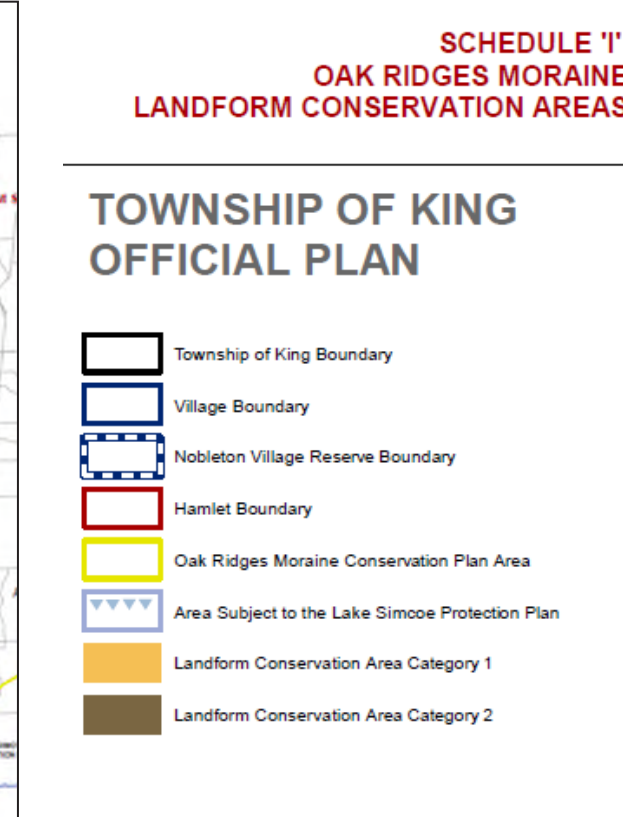 SCHEDULE 'I'
OAK RIDGES MORAINE
LANDFORM CONSERVATION AREAS
TOWNSHIP OF KING
OFFICIAL PLAN
Township of King Boundary
Village Boundary
Nobleton Village Reserve Boundary
Hamlet Boundary
Oak Ridges Moraine Conservation Plan Area
Area Subject to the Lake Simcoe Protection Plan
Landform Conservation Area Category 1
Landform Conservation Area Category 2